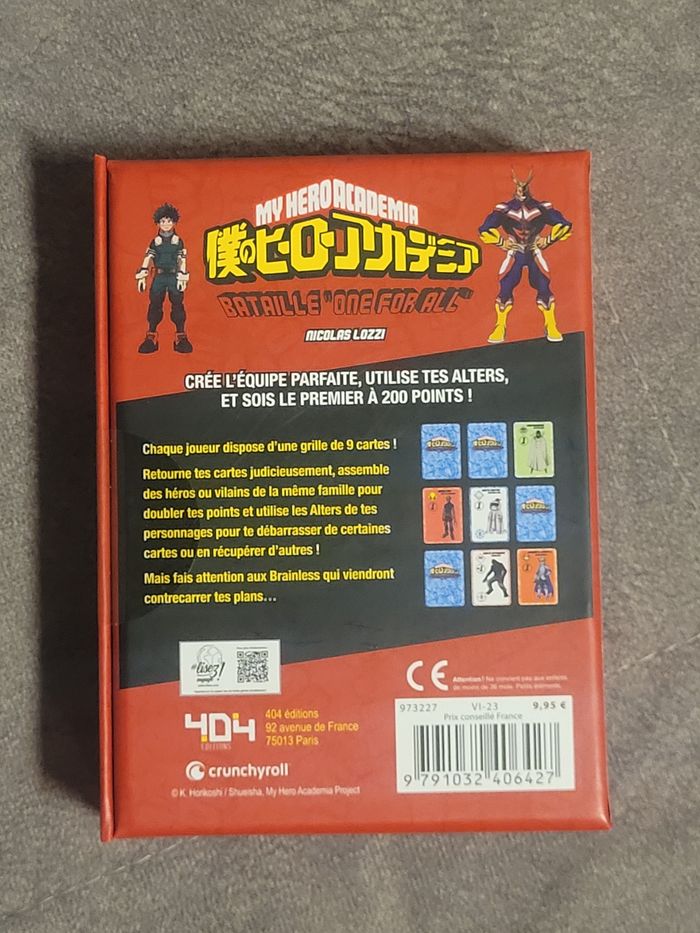 MY HERO ACADEMIA
僕のヒーローアカデミア
BATAILLE "ONE FOR ALL"
NICOLAS LOZZI
CRÉE L'ÉQUIPE PARFAITE, UTILISE TES ALTERS,
ET SOIS LE PREMIER À 200 POINTS !
Chaque joueur dispose d'une grille de 9 cartes !
Retourne tes cartes judicieusement, assemble
des héros ou vilains de la même famille pour
doubler tes points et utilise les Alters de tes
personnages pour te débarrasser de certaines
cartes ou en récupérer d'autres !
Mais fais attention aux Brainless qui viendront
contrecarrer tes plans...
#lisez!
CE
Attention ! Ne convient pas aux enfants
de moins de 36 mois. Petits éléments.
404
ÉDITIONS
404 éditions
92 avenue de France
75013 Paris
crunchyroll
© K. Horikoshi / Shueisha, My Hero Academia Project
973227 VI-23 9,95 €
Prix conseillé France
9 791032 406427